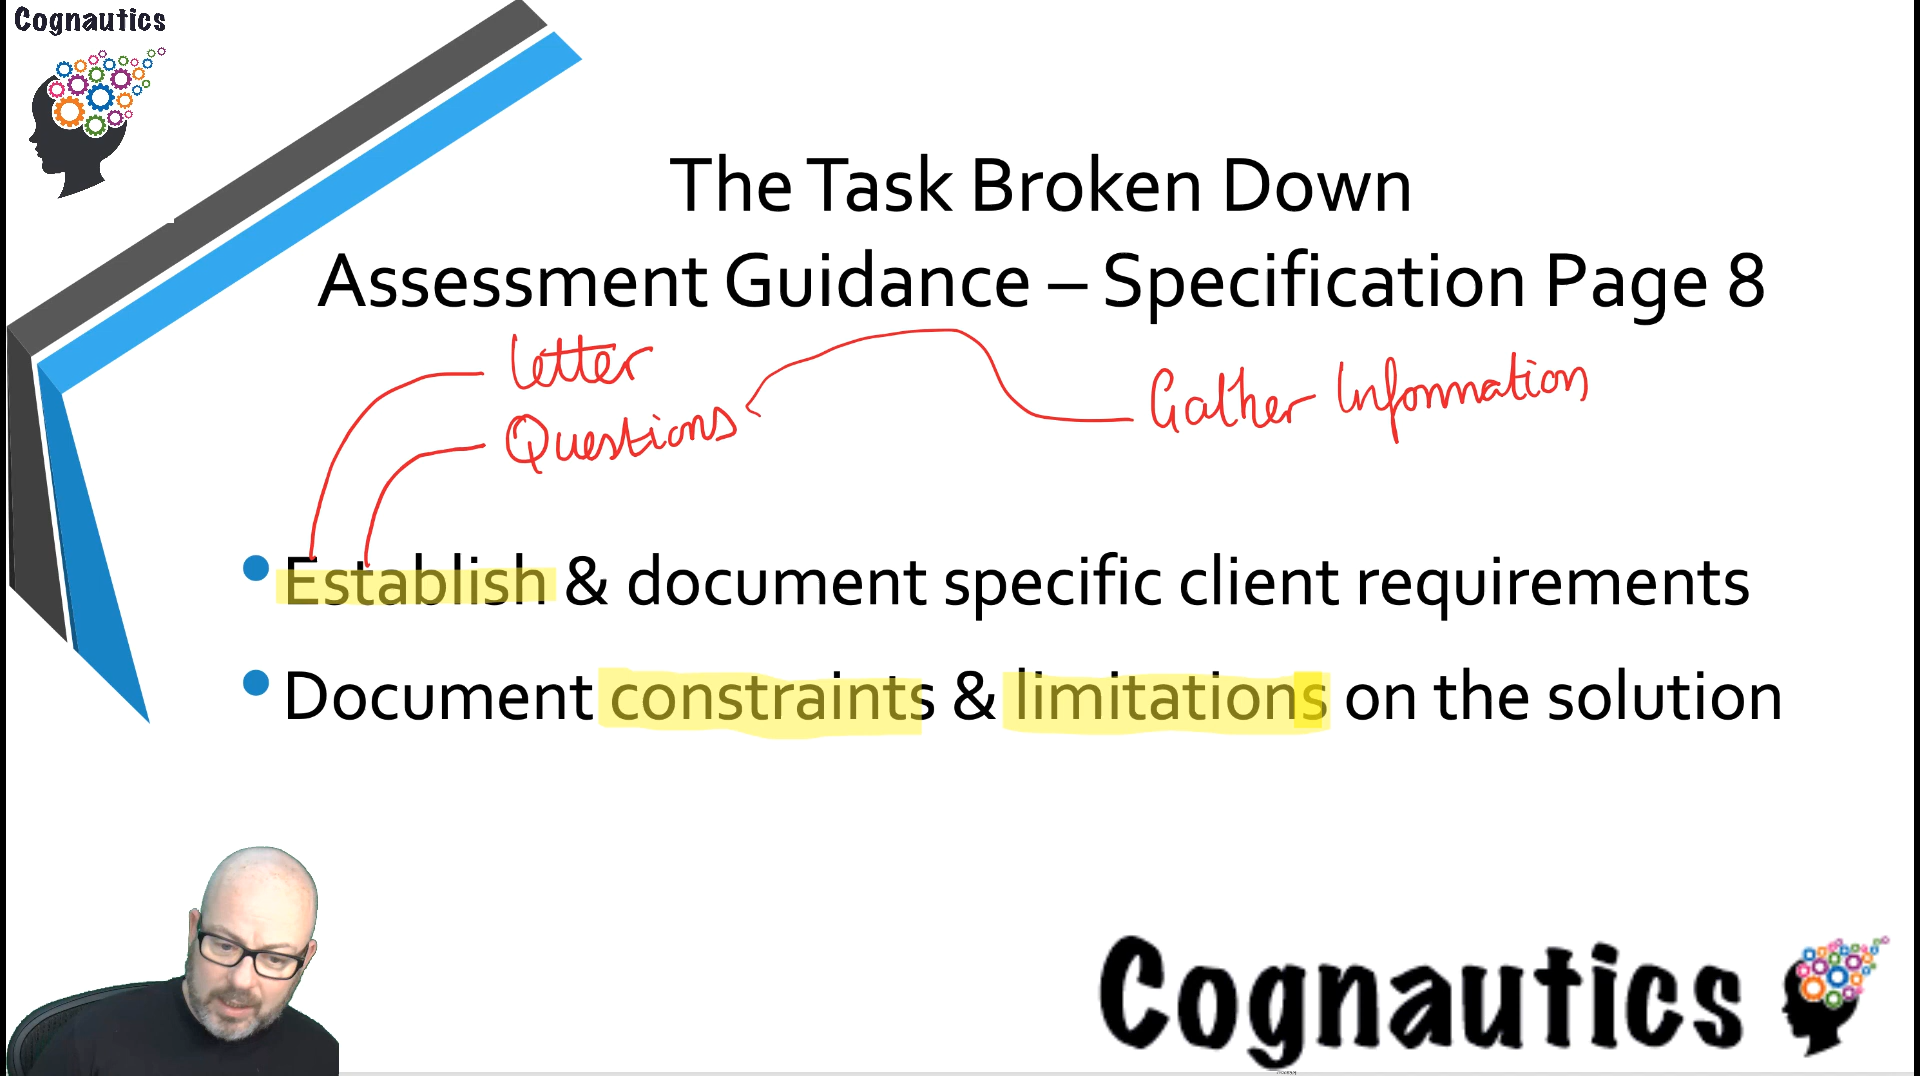 Cognautics
The Task Broken Down
Assessment Guidance – Specification Page 8
Letter
Questions
Gather Information
• Establish & document specific client requirements
• Document constraints & limitations on the solution
Cognautics